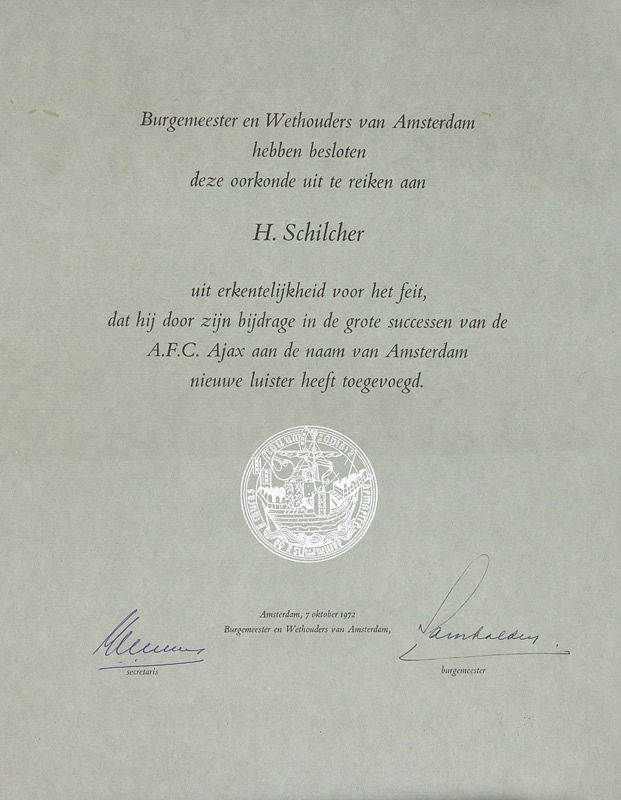 Burgemeester en Wethouders van Amsterdam
hebben besloten
deze oorkonde uit te reiken aan
H. Schilcher
uit erkentelijkheid voor het feit,
dat hij door zijn bijdrage in de grote successen van de
A.F.C. Ajax aan de naam van Amsterdam
nieuwe luister heeft toegevoegd.
Amsterdam, 7 oktober 1972
Burgemeester en Wethouders van Amsterdam,
secretaris
burgemeester